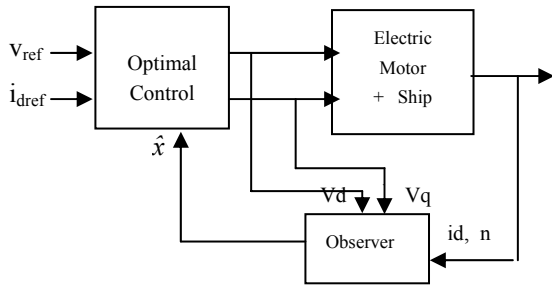 v_ref
i_dref
Optimal
Control
Electric
Motor
+ Ship
x̂
Vd
Vq
Observer
id, n